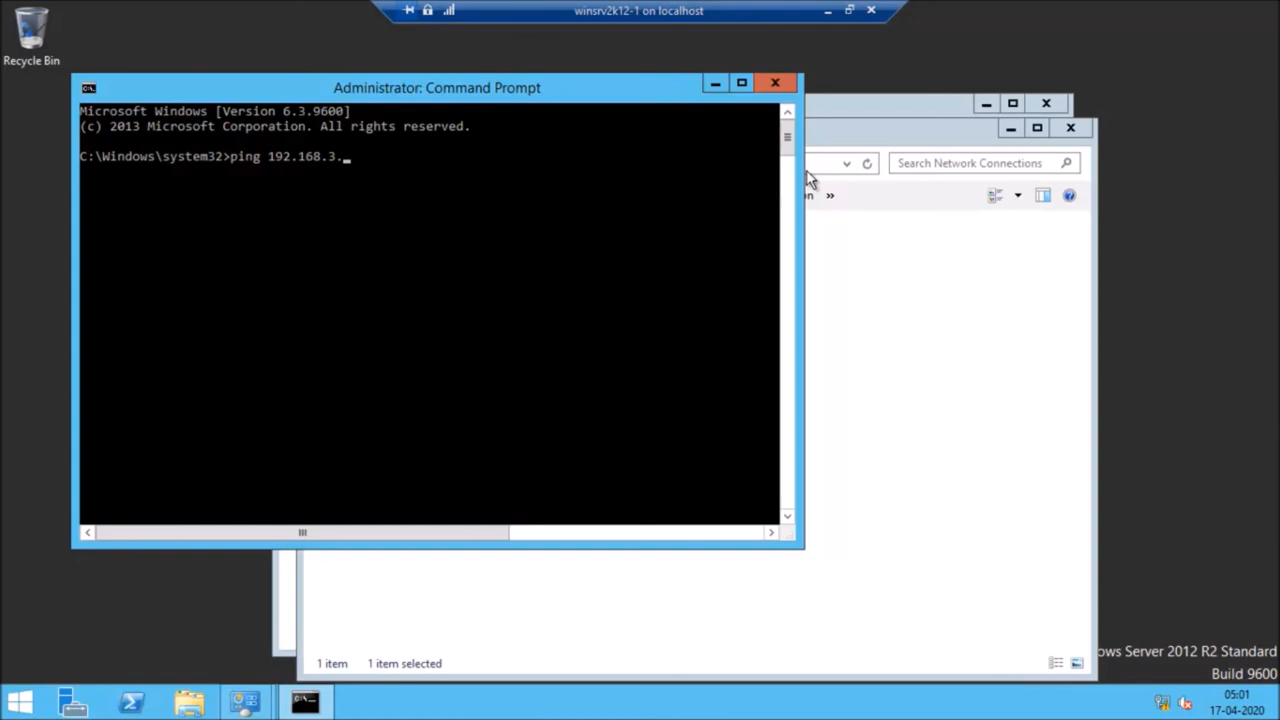 winsrv2k12-1 on localhost
Recycle Bin
Administrator: Command Prompt
Microsoft Windows [Version 6.3.9600]
(c) 2013 Microsoft Corporation. All rights reserved.
C:\Windows\system32>ping 192.168.3._
Search Network Connections
on »
1 item 1 item selected
ows Server 2012 R2 Standard
Build 9600
05:01
17-04-2020